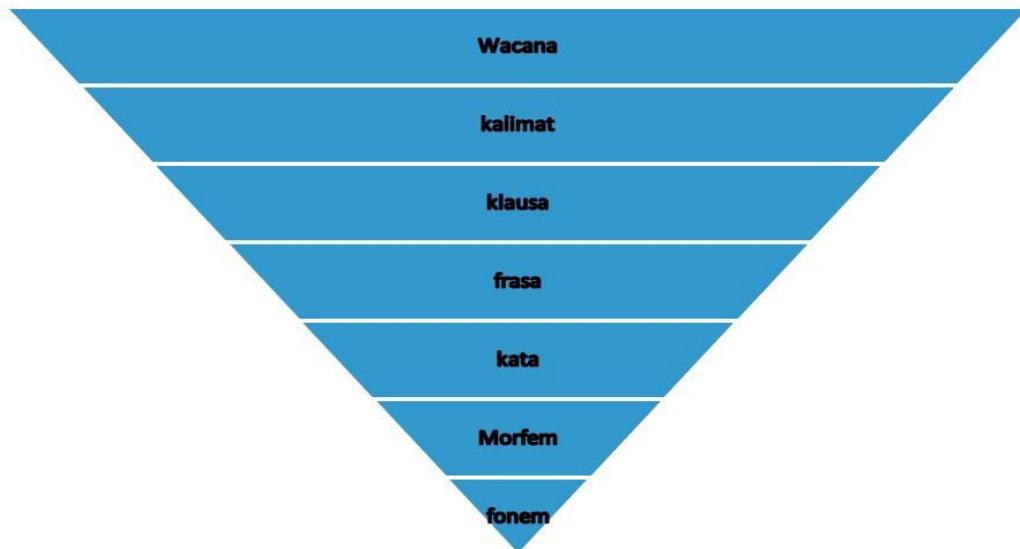 Wacana
kalimat
klausa
frasa
kata
Morfem
fonem